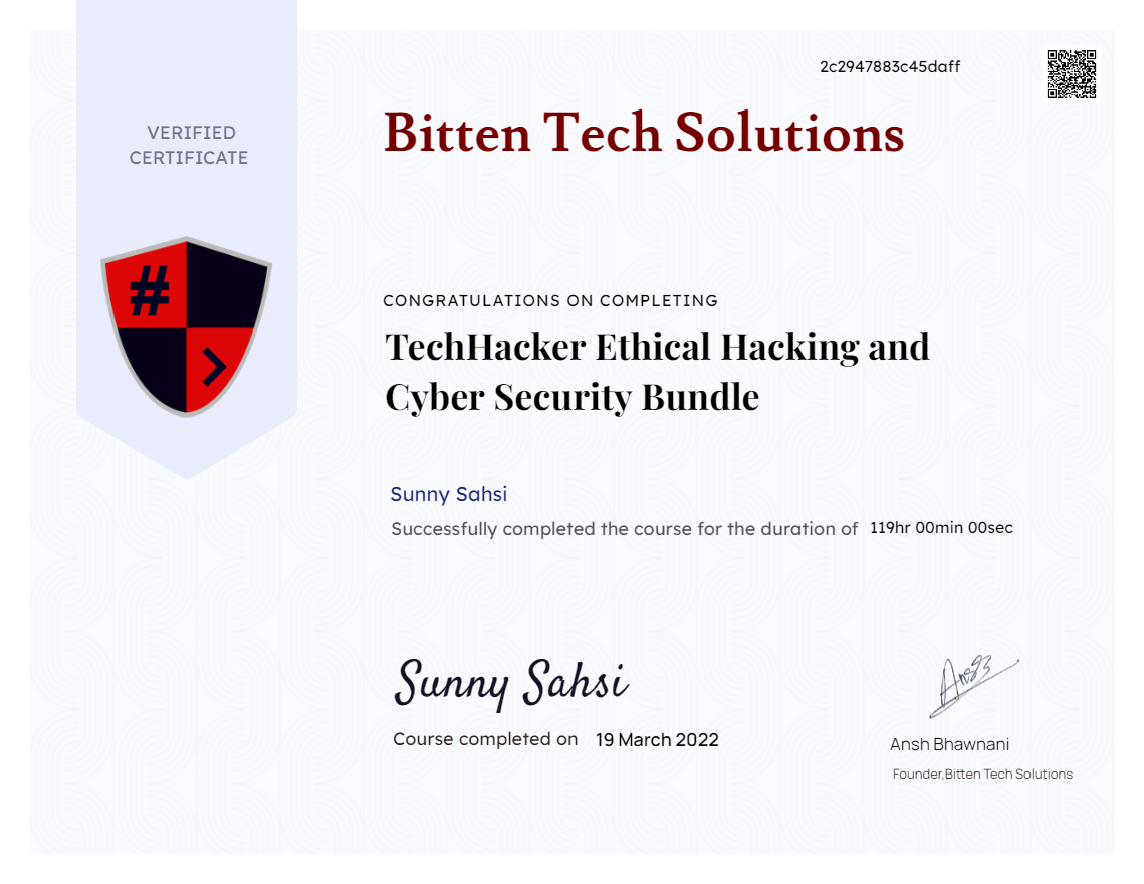 2c2947883c45daff
VERIFIED
CERTIFICATE
Bitten Tech Solutions
#
>
CONGRATULATIONS ON COMPLETING
TechHacker Ethical Hacking and
Cyber Security Bundle
Sunny Sahsi
Successfully completed the course for the duration of 119hr 00min 00sec
Sunny Sahsi
Course completed on 19 March 2022
Ansh Bhawnani
Founder,Bitten Tech Solutions